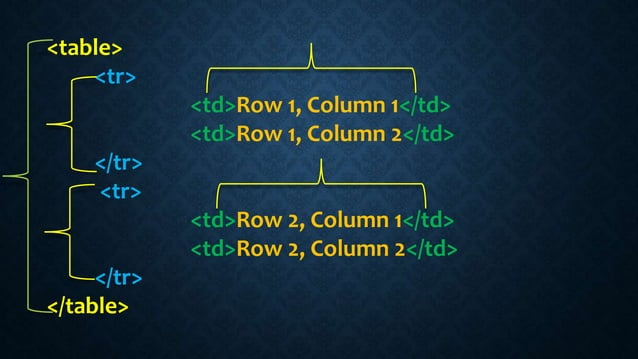 <table>
<tr>
<td>Row 1, Column 1</td>
<td>Row 1, Column 2</td>
</tr>
<tr>
<td>Row 2, Column 1</td>
<td>Row 2, Column 2</td>
</tr>
</table>